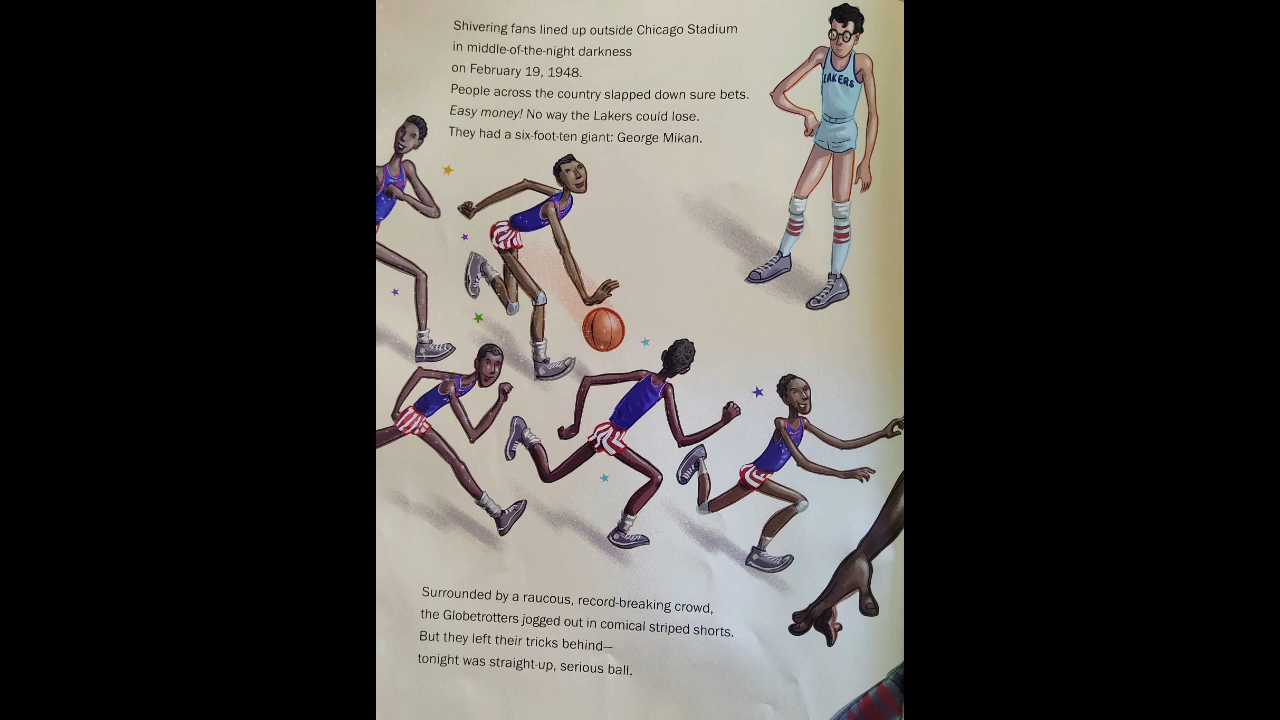 Shivering fans lined up outside Chicago Stadium
in middle-of-the-night darkness
on February 19, 1948.
People across the country slapped down sure bets.
Easy money! No way the Lakers could lose.
They had a six-foot-ten giant: George Mikan.
LAKERS
Surrounded by a raucous, record-breaking crowd,
the Globetrotters jogged out in comical striped shorts.
But they left their tricks behind—
tonight was straight-up, serious ball.